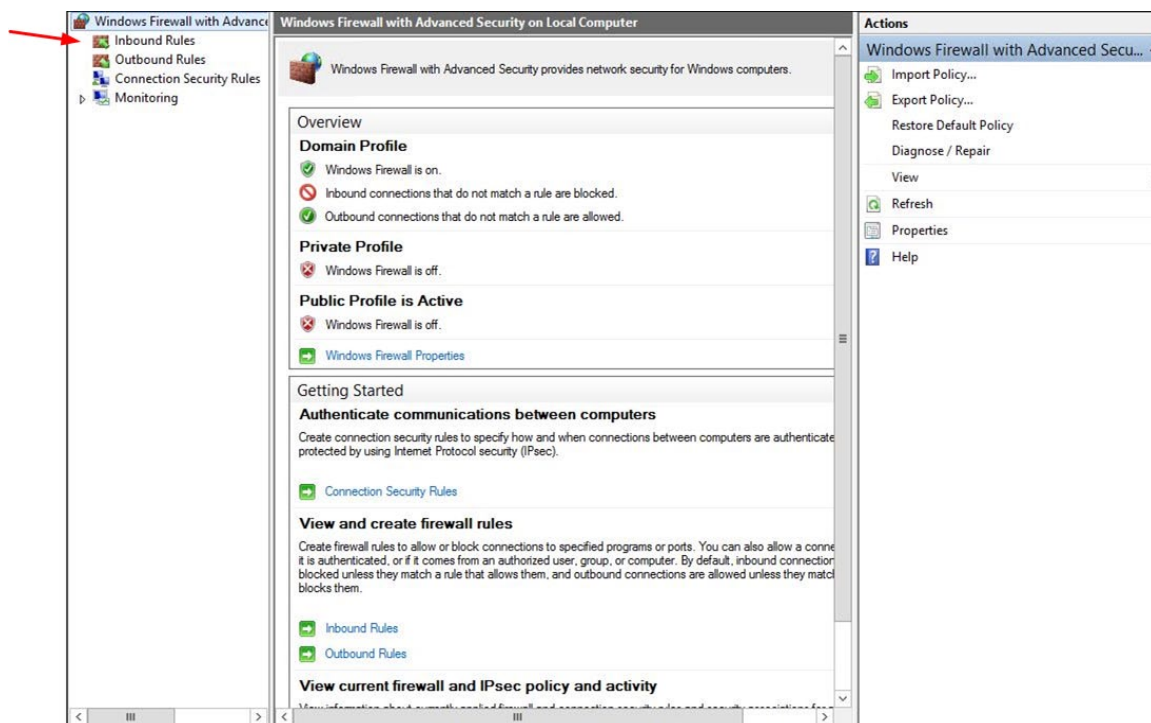 Windows Firewall with Advance
Inbound Rules
Outbound Rules
Connection Security Rules
Monitoring
Windows Firewall with Advanced Security on Local Computer
Windows Firewall with Advanced Security provides network security for Windows computers.
Overview
Domain Profile
Windows Firewall is on.
Inbound connections that do not match a rule are blocked.
Outbound connections that do not match a rule are allowed.
Private Profile
Windows Firewall is off.
Public Profile is Active
Windows Firewall is off.
Windows Firewall Properties
Getting Started
Authenticate communications between computers
Create connection security rules to specify how and when connections between computers are authenticate
protected by using Internet Protocol security (IPsec).
Connection Security Rules
View and create firewall rules
Create firewall rules to allow or block connections to specified programs or ports. You can also allow a conne
it is authenticated, or if it comes from an authorized user, group, or computer. By default, inbound connection
blocked unless they match a rule that allows them, and outbound connections are allowed unless they matcl
blocks them.
Inbound Rules
Outbound Rules
View current firewall and IPsec policy and activity
Actions
Windows Firewall with Advanced Secu...
Import Policy...
Export Policy...
Restore Default Policy
Diagnose / Repair
View
Refresh
Properties
Help